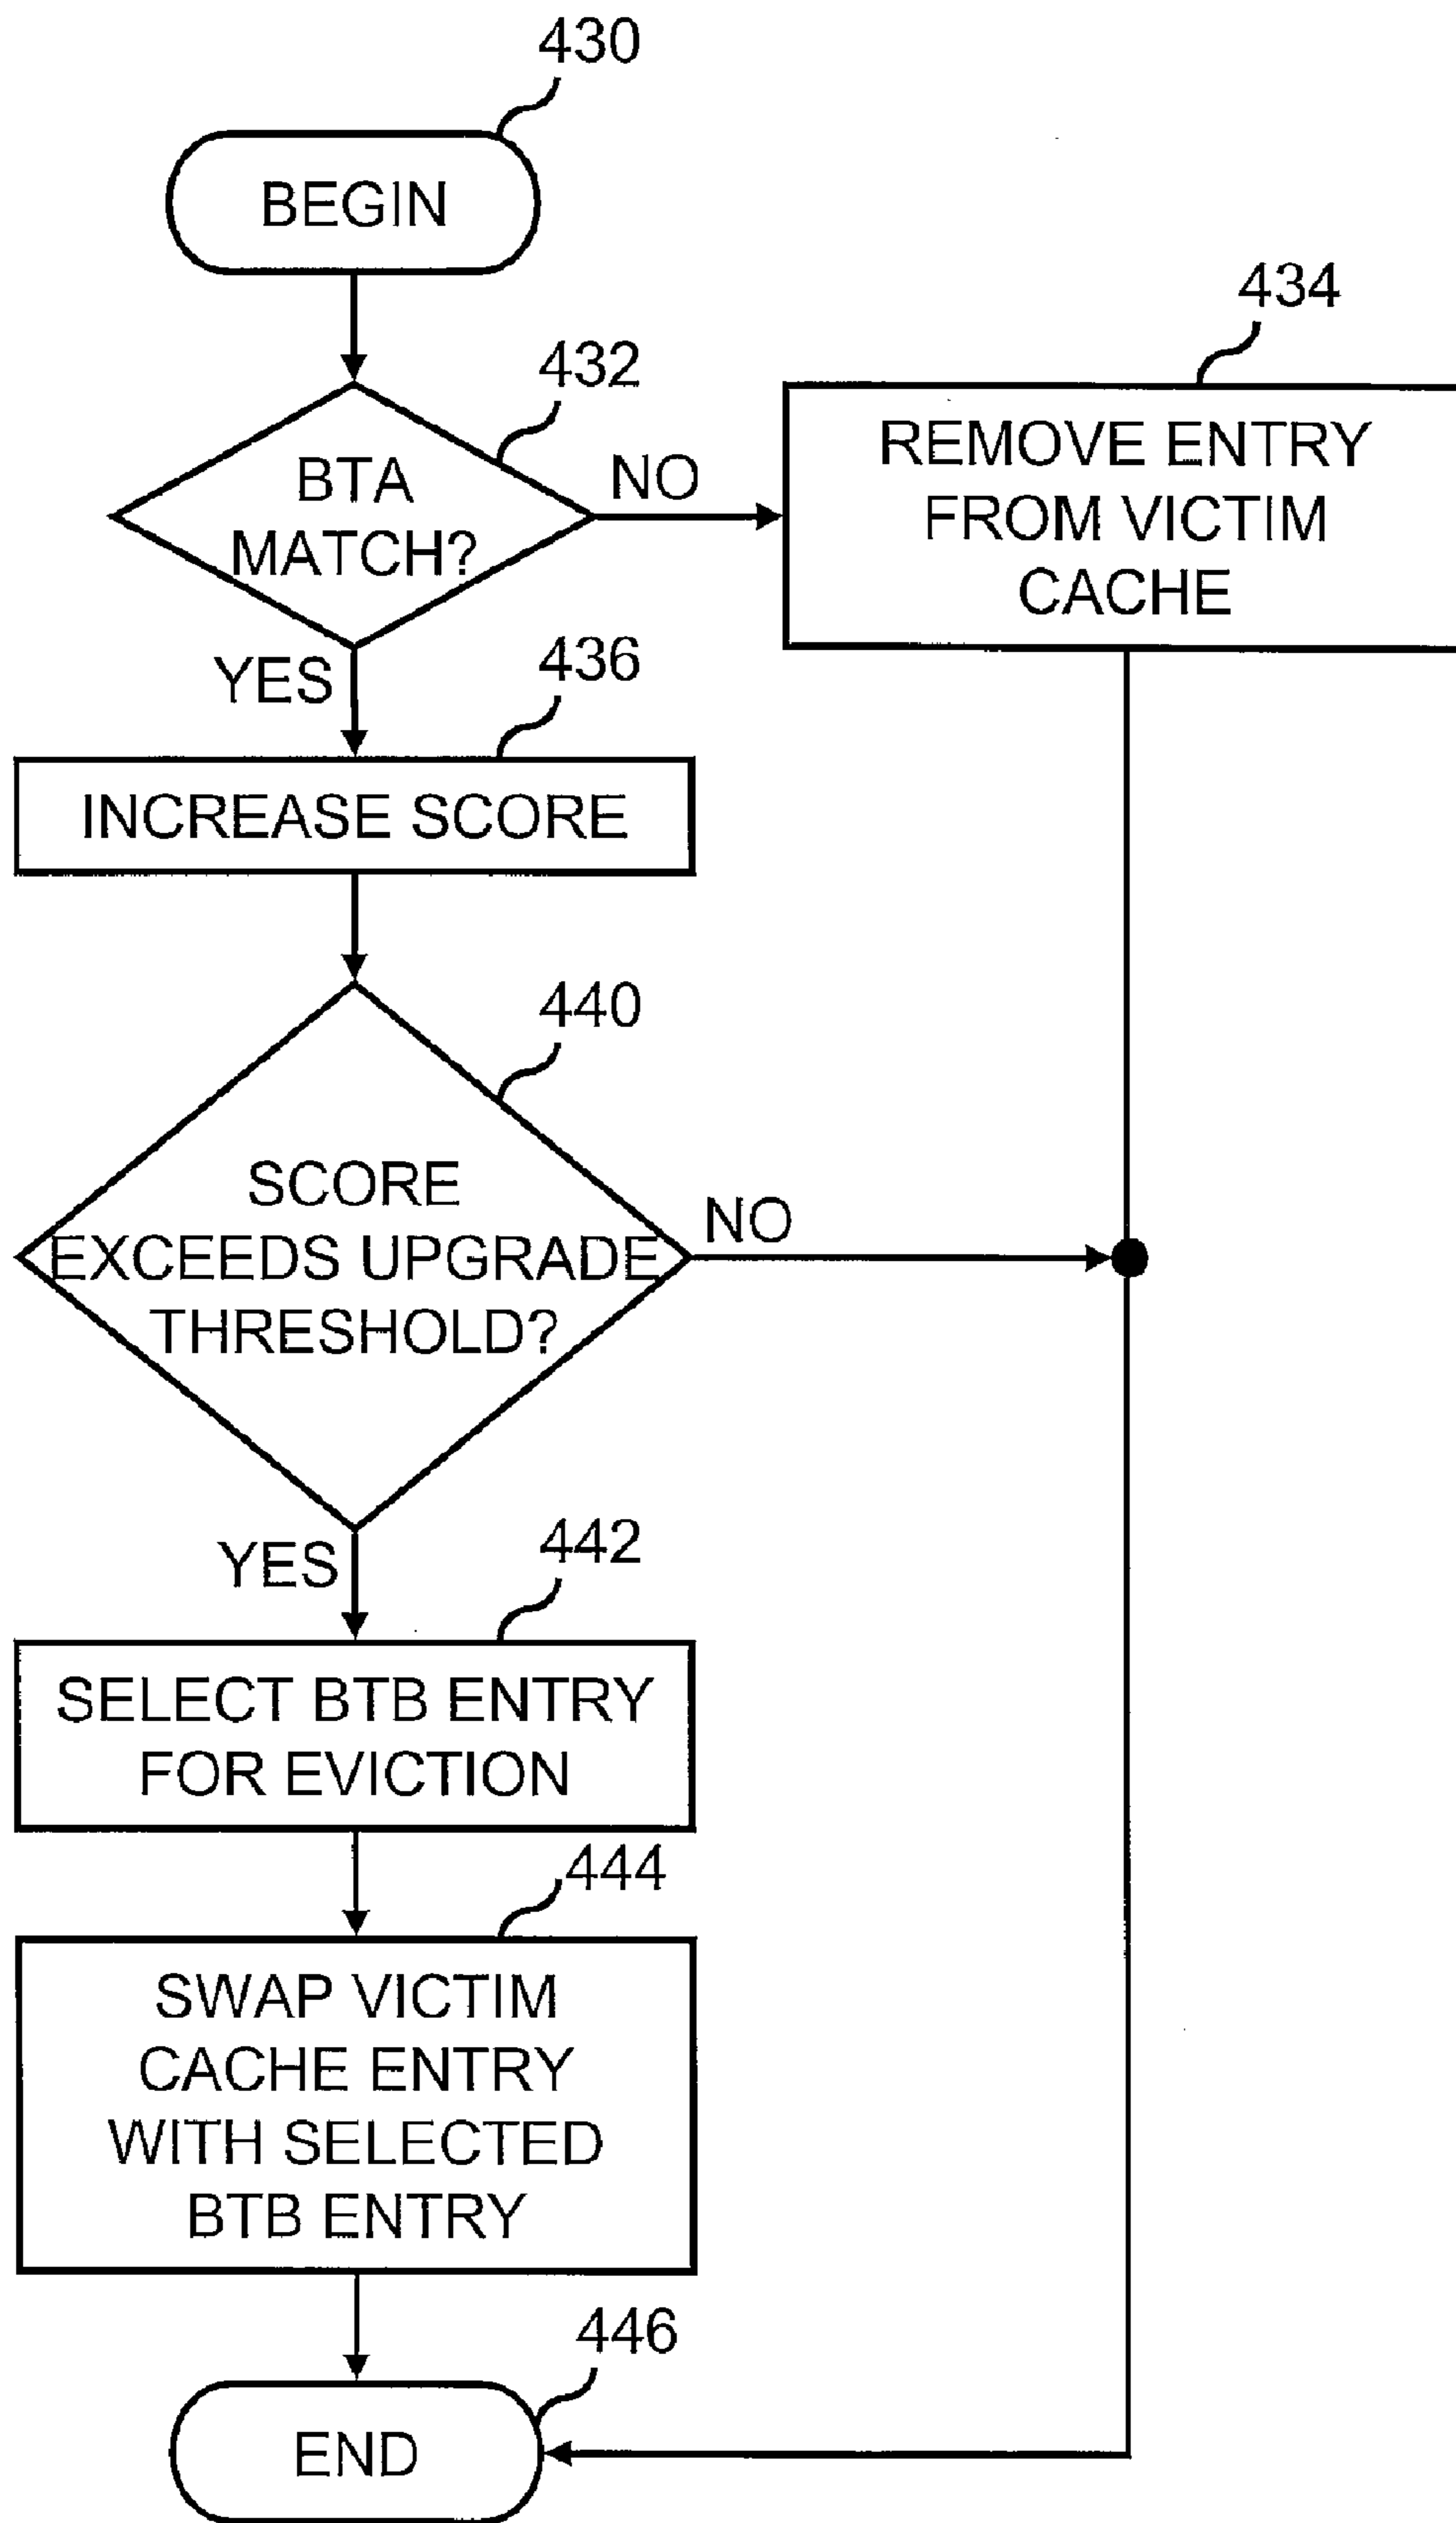 430
BEGIN
432
BTA
MATCH?
NO
434
REMOVE ENTRY
FROM VICTIM
CACHE
YES
436
INCREASE SCORE
440
SCORE
EXCEEDS UPGRADE
THRESHOLD?
NO
YES
442
SELECT BTB ENTRY
FOR EVICTION
444
SWAP VICTIM
CACHE ENTRY
WITH SELECTED
BTB ENTRY
446
END